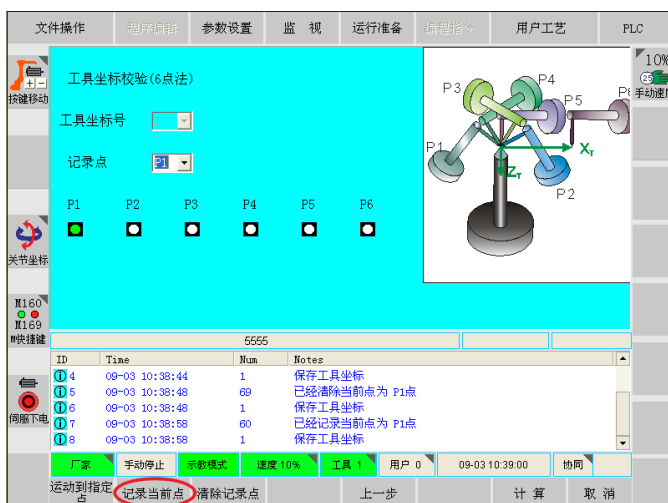 文件操作 程序编辑 参数设置 监 视 运行准备 编程指令 用户工艺 PLC
按键移动
关节坐标
M160
M169
M快捷键
伺服下电
工具坐标校验(6点法)
工具坐标号
记录点 P1
P1 P2 P3 P4 P5 P6
P3 P4 P5 P6
P1 P2
X_T
Z_T
10%
手动速度
5555
ID Time Num Notes
4 09-03 10:38:44 1 保存工具坐标
5 09-03 10:38:48 69 已经清除当前点为 P1点
6 09-03 10:38:48 1 保存工具坐标
7 09-03 10:38:58 60 已经记录当前点为 P1点
8 09-03 10:38:58 1 保存工具坐标
厂家 手动停止 示教模式 速度 10% 工具 1 用户 0 09-03 10:39:00 协同
运动到指定点 记录当前点 清除记录点 上一步 计 算 取 消